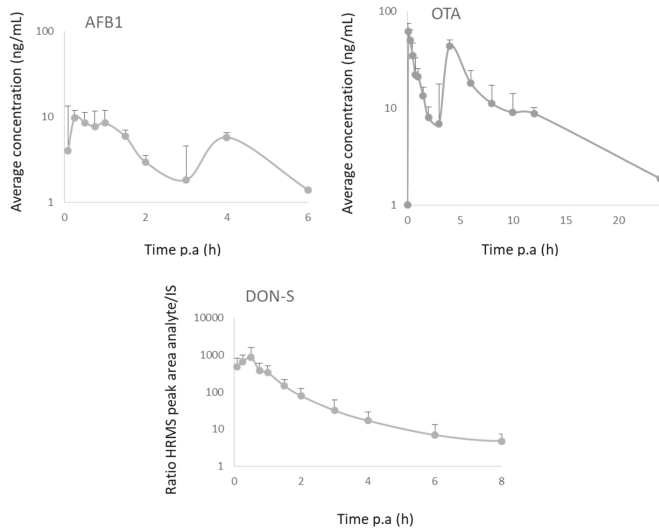 AFB1
Average concentration (ng/mL)
100
10
1
0 2 4 6
Time p.a (h)
OTA
Average concentration (ng/mL)
100
10
1
0 5 10 15 20
Time p.a (h)
DON-S
Ratio HRMS peak area analyte/IS
10000
1000
100
10
1
0 2 4 6 8
Time p.a (h)